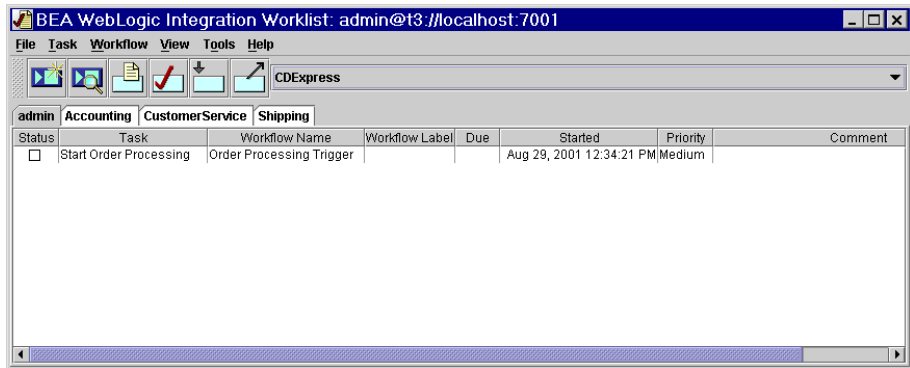 BEA WebLogic Integration Worklist: admin@t3://localhost:7001
File Task Workflow View Tools Help
CDExpress
admin Accounting CustomerService Shipping
Status Task Workflow Name Workflow Label Due Started Priority Comment
Start Order Processing Order Processing Trigger Aug 29, 2001 12:34:21 PM Medium